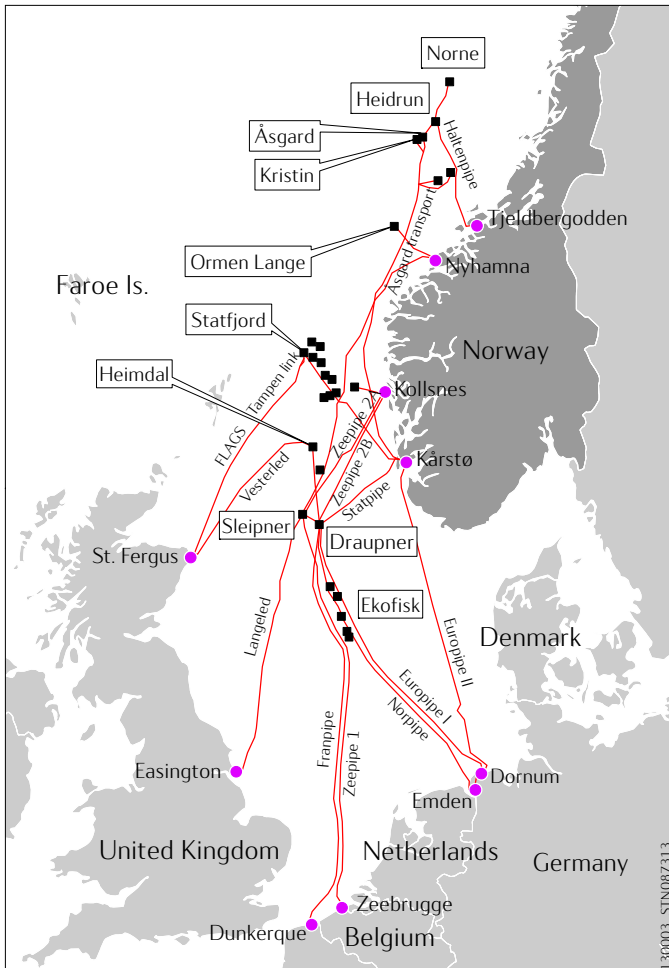 Norne
Heidrun
Åsgard
Kristin
Haltenpipe
Tjeldbergodden
Åsgard transport
Ormen Lange
Nyhamna
Faroe Is.
Statfjord
Norway
Heimdal
Tampen link
Kollsnes
FLAGS
Zeepipe 2A
Zeepipe 2B
Vesterled
Kårstø
Statpipe
Sleipner
Draupner
St. Fergus
Ekofisk
Langeled
Denmark
Europipe II
Europipe I
Norpipe
Franpipe
Zeepipe 1
Easington
Dornum
Emden
United Kingdom
Netherlands
Germany
Zeebrugge
Dunkerque
Belgium
130003_STN087313